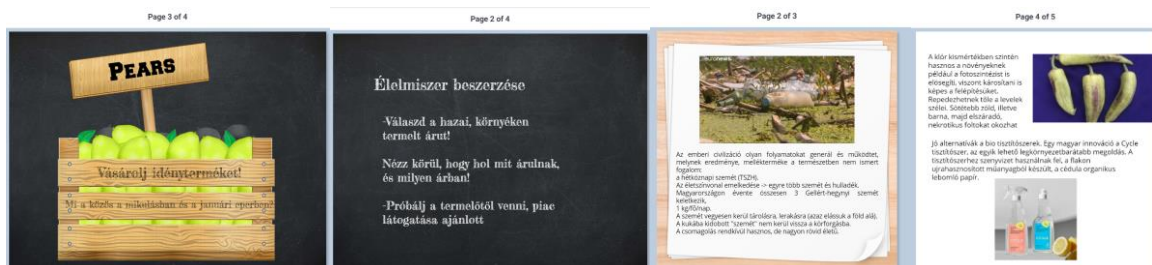 Page 3 of 4
PEARS
Vásárolj idényterméket!
Mi a közös a mikulásban és a januári eperben?
Page 2 of 4
Élelmiszer beszerzése
-Válaszd a hazai, környéken
termelt árut!
Nézz körül, hogy hol mit árulnak,
és milyen árban!
-Próbálj a termelőtől venni, piac
látogatása ajánlott
Page 2 of 3
euronews.
Az emberi civilizáció olyan folyamatokat generál és működtet,
melynek eredménye, mellékterméke a természetben nem ismert
fogalom:
a hétköznapi szemét (TSZH).
Az életszínvonal emelkedése -> egyre több szemét és hulladék.
Magyarországon évente összesen 3 Gellért-hegynyi szemét
keletkezik,
1 kg/fő/nap.
A szemét vegyesen kerül tárolásra, lerakásra (azaz elássuk a föld alá).
A kukába kidobott "szemét" nem kerül vissza a körforgásba.
A csomagolás rendkívül hasznos, de nagyon rövid életű.
Page 4 of 5
A klór kismértékben szintén
hasznos a növényeknek
például a fotoszintézist is
elősegíti, viszont károsítani is
képes a felépítésüket.
Repedezhetnek tőle a levelek
szélei. Sötétebb zöld, illetve
barna, majd elszáradó,
nekrotikus foltokat okozhat
Jó alternatívák a bio tisztítószerek. Egy magyar innováció a Cycle
tisztítószer, az egyik lehető legkörnyezetbarátabb megoldás. A
tisztítószerhez szennyvizet használnak fel, a flakon
újrahasznosított műanyagból készült, a cédula organikus
lebomló papír.